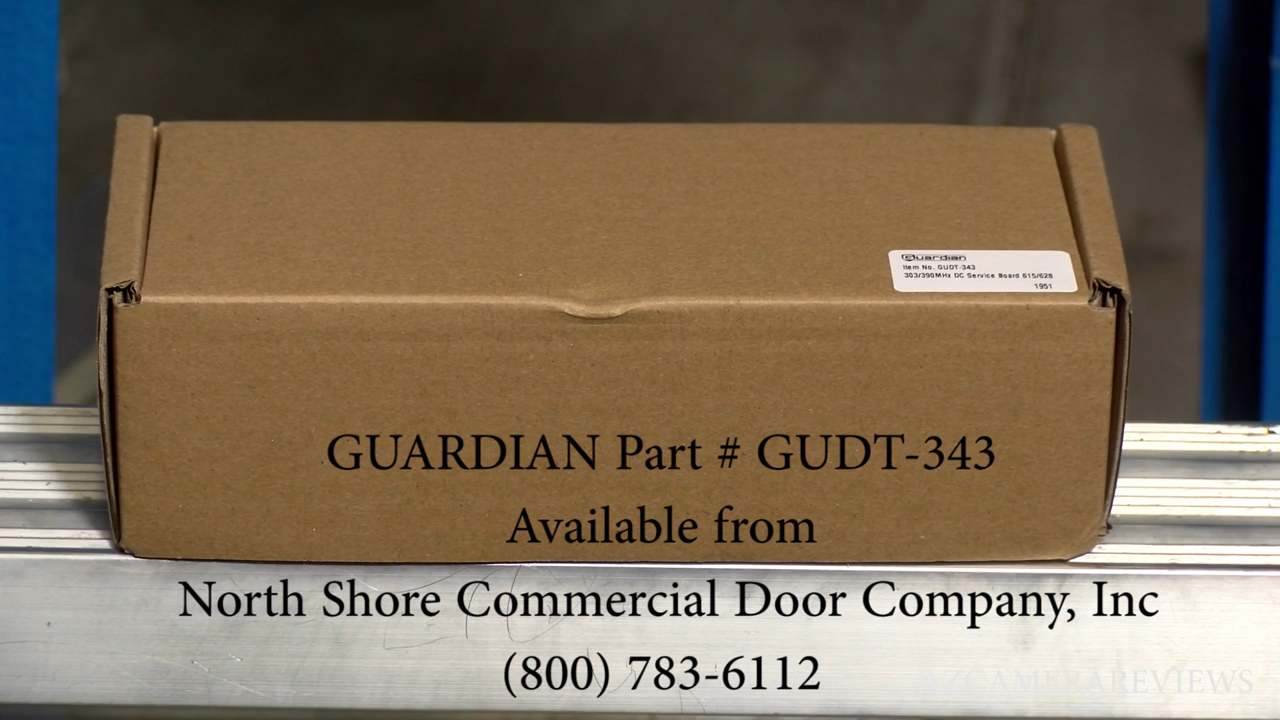 Guardian
Item No. GUDT-343
303/390MHz DC Service Board 615/628
1951
GUARDIAN Part # GUDT-343
Available from
North Shore Commercial Door Company, Inc
(800) 783-6112
AZCAMERAREVIEWS